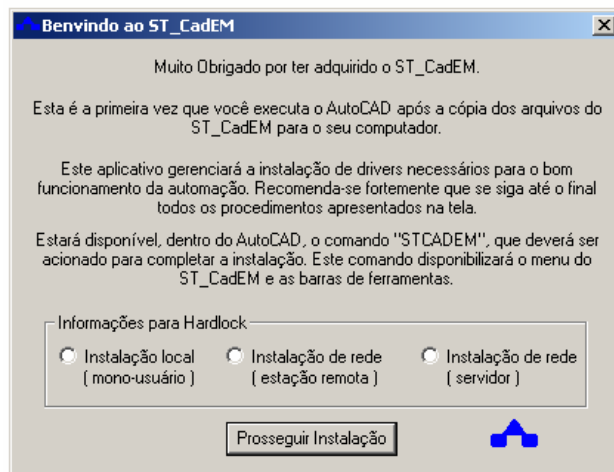 Benvindo ao ST_CadEM
Muito Obrigado por ter adquirido o ST_CadEM.
Esta é a primeira vez que você executa o AutoCAD após a cópia dos arquivos do
ST_CadEM para o seu computador.
Este aplicativo gerenciará a instalação de drivers necessários para o bom
funcionamento da automação. Recomenda-se fortemente que se siga até o final
todos os procedimentos apresentados na tela.
Estará disponível, dentro do AutoCAD, o comando "STCADEM", que deverá ser
acionado para completar a instalação. Este comando disponibilizará o menu do
ST_CadEM e as barras de ferramentas.
Informações para Hardlock
Instalação local
( mono-usuário )
Instalação de rede
( estação remota )
Instalação de rede
( servidor )
Prosseguir Instalação